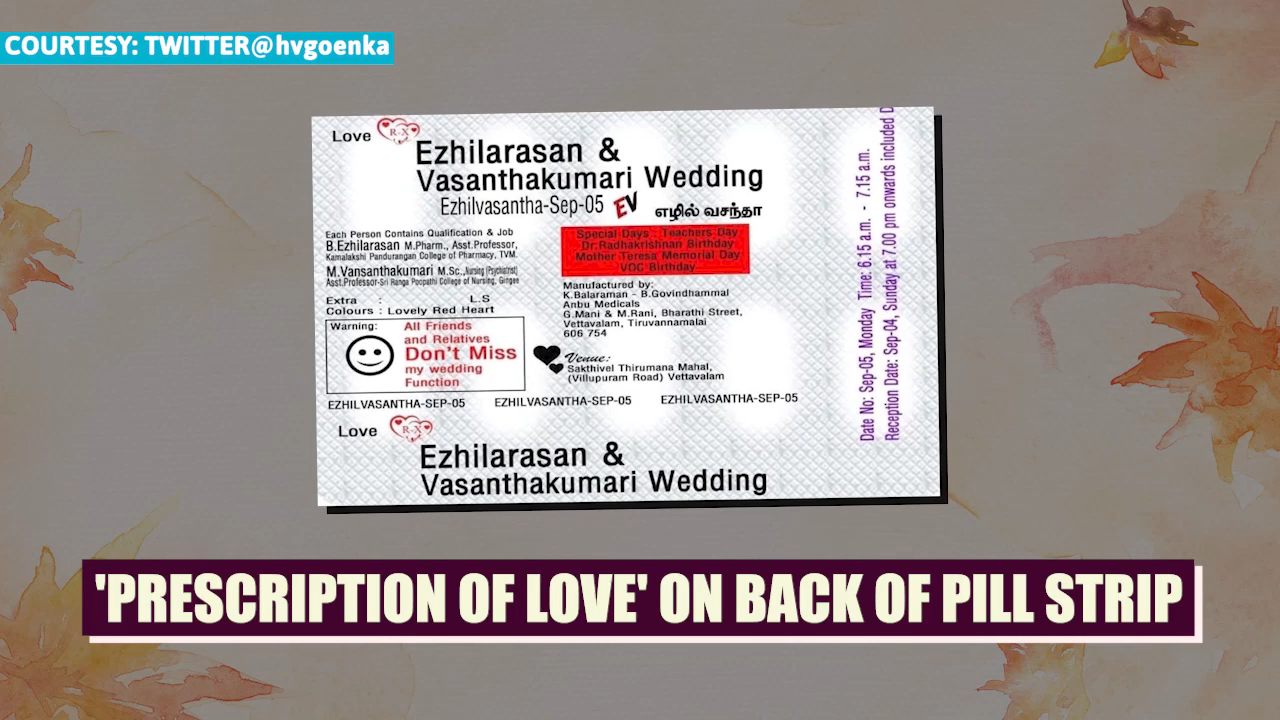 COURTESY: TWITTER@hvgoenka
Love R-X
Ezhilarasan &
Vasanthakumari Wedding
Ezhilvasantha-Sep-05 EV எழில் வசந்தா
Each Person Contains Qualification & Job
B.Ezhilarasan M.Pharm., Asst.Professor,
Kamalakshi Pandurangan College of Pharmacy, TVM.
M.Vansanthakumari M.Sc., Nursing (Psychiatrist)
Asst.Professor-Sri Ranga Poopathi College of Nursing, Gingee
Extra : L.S
Colours : Lovely Red Heart
Warning:
All Friends
and Relatives
Don't Miss
my wedding
Function
Special Days : Teachers Day
Dr.Radhakrishnan Birthday
Mother Teresa Memorial Day
VOC Birthday
Manufactured by:
K.Balaraman - B.Govindhammal
Anbu Medicals
G.Mani & M.Rani, Bharathi Street,
Vettavalam, Tiruvannamalai
606 754
Venue:
Sakthivel Thirumana Mahal,
(Villupuram Road) Vettavalam
EZHILVASANTHA-SEP-05 EZHILVASANTHA-SEP-05 EZHILVASANTHA-SEP-05
Love R-X
Ezhilarasan &
Vasanthakumari Wedding
Date No: Sep-05, Monday Time: 6.15 a.m. - 7.15 a.m.
Reception Date: Sep-04, Sunday at 7.00 pm onwards included D
'PRESCRIPTION OF LOVE' ON BACK OF PILL STRIP